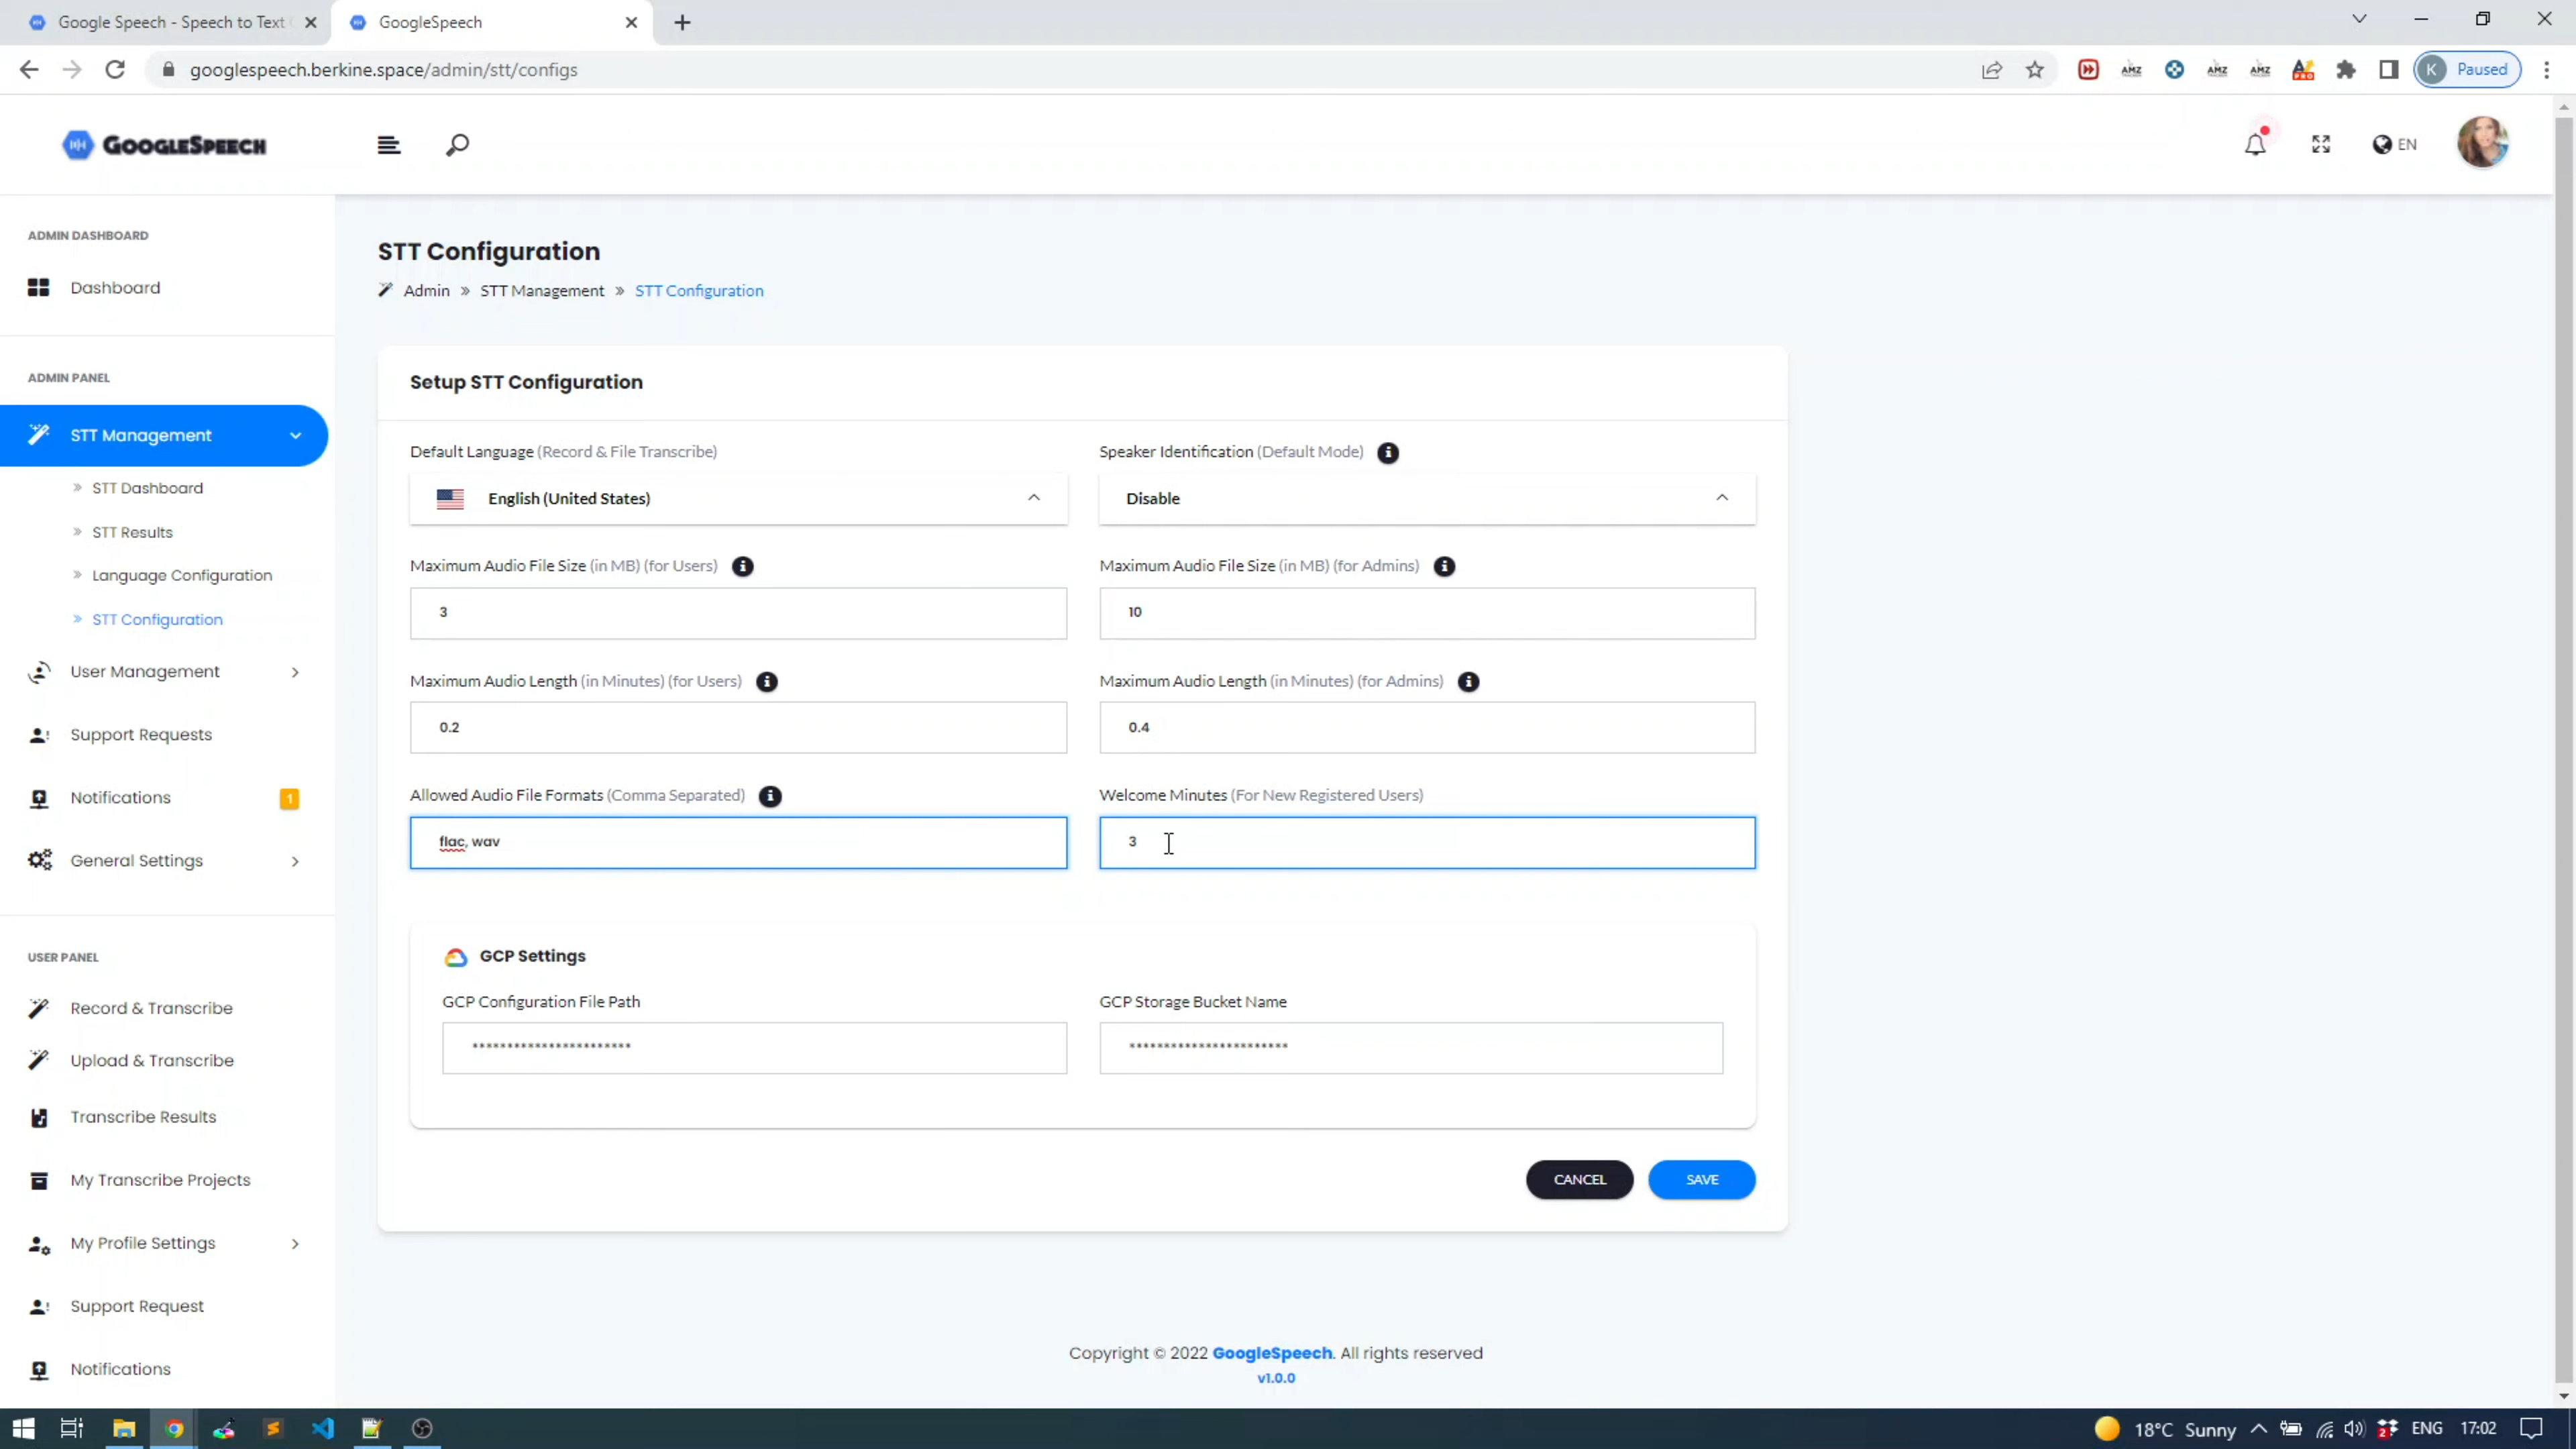 Google Speech - Speech to Text
GoogleSpeech
googlespeech.berkine.space/admin/stt/configs
AMZ
AMZ
AMZ
PRO
K
Paused
GOOGLESPEECH
EN
ADMIN DASHBOARD
Dashboard
ADMIN PANEL
STT Management
STT Dashboard
STT Results
Language Configuration
STT Configuration
User Management
Support Requests
Notifications
1
General Settings
USER PANEL
Record & Transcribe
Upload & Transcribe
Transcribe Results
My Transcribe Projects
My Profile Settings
Support Request
Notifications
STT Configuration
Admin » STT Management » STT Configuration
Setup STT Configuration
Default Language (Record & File Transcribe)
Speaker Identification (Default Mode)
English (United States)
Disable
Maximum Audio File Size (in MB) (for Users)
Maximum Audio File Size (in MB) (for Admins)
3
10
Maximum Audio Length (in Minutes) (for Users)
Maximum Audio Length (in Minutes) (for Admins)
0.2
0.4
Allowed Audio File Formats (Comma Separated)
Welcome Minutes (For New Registered Users)
flac, wav
3
GCP Settings
GCP Configuration File Path
GCP Storage Bucket Name
***********************
***********************
CANCEL
SAVE
Copyright © 2022 GoogleSpeech. All rights reserved
v1.0.0
18°C Sunny
2
ENG
17:02